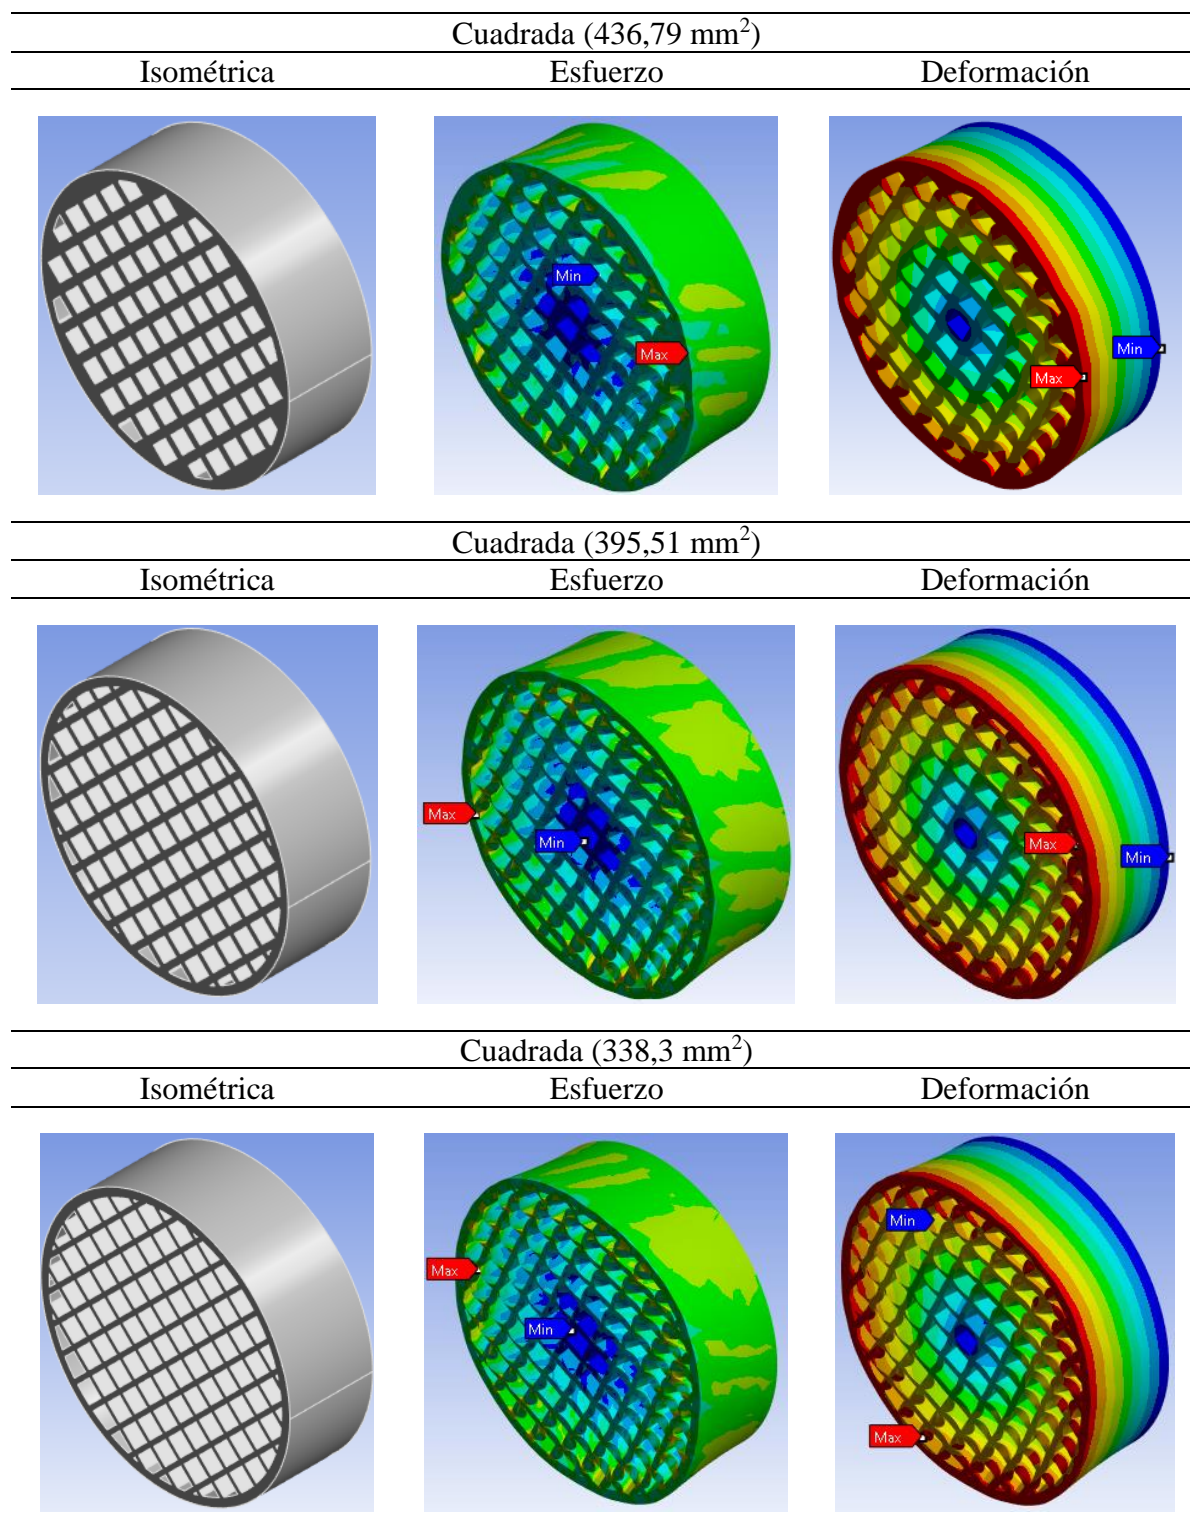 Cuadrada (436,79 mm²)
Isométrica Esfuerzo Deformación
Min
Max
Min
Max
Cuadrada (395,51 mm²)
Isométrica Esfuerzo Deformación
Max
Min
Max
Min
Cuadrada (338,3 mm²)
Isométrica Esfuerzo Deformación
Max
Min
Min
Max